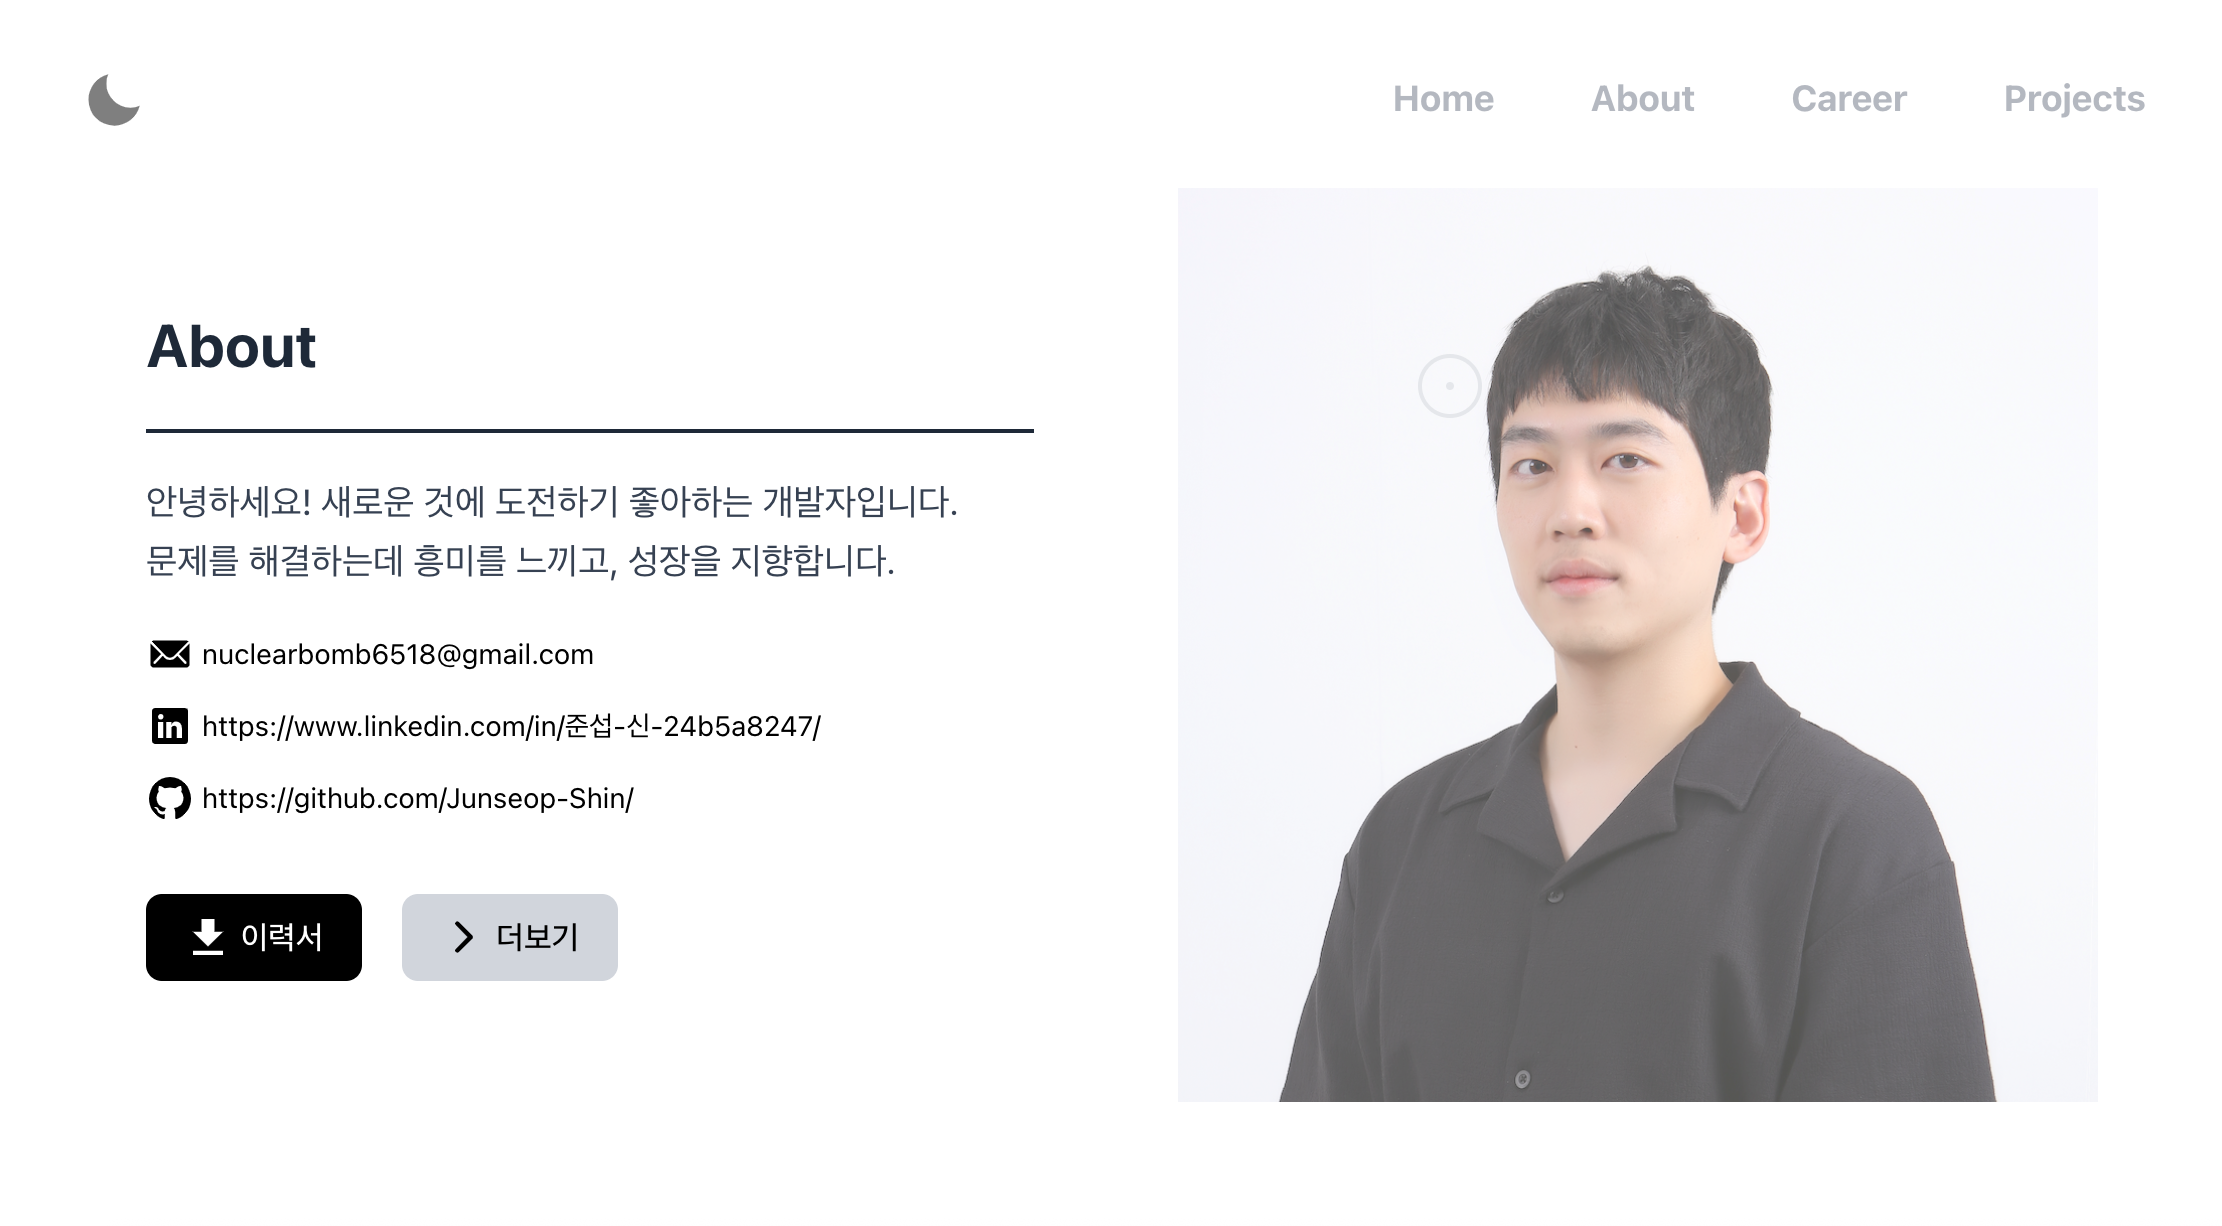 Home
About
Career
Projects
About
안녕하세요! 새로운 것에 도전하기 좋아하는 개발자입니다.
문제를 해결하는데 흥미를 느끼고, 성장을 지향합니다.
nuclearbomb6518@gmail.com
https://www.linkedin.com/in/준섭-신-24b5a8247/
https://github.com/Junseop-Shin/
이력서
더보기